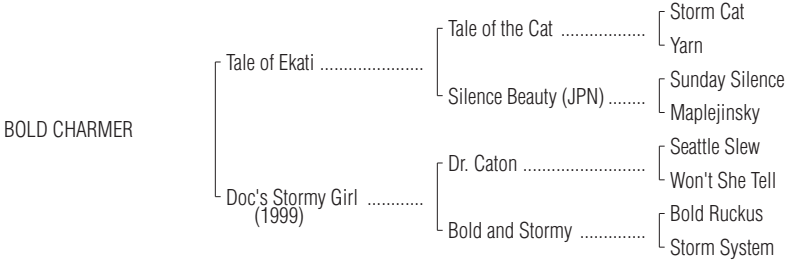 Storm Cat
Tale of the Cat ..................
Yarn
Tale of Ekati ......................
Sunday Silence
Silence Beauty (JPN) ........
Maplejinsky
BOLD CHARMER
Seattle Slew
Dr. Caton ..........................
Won't She Tell
Doc's Stormy Girl ............
(1999)
Bold Ruckus
Bold and Stormy ..............
Storm System